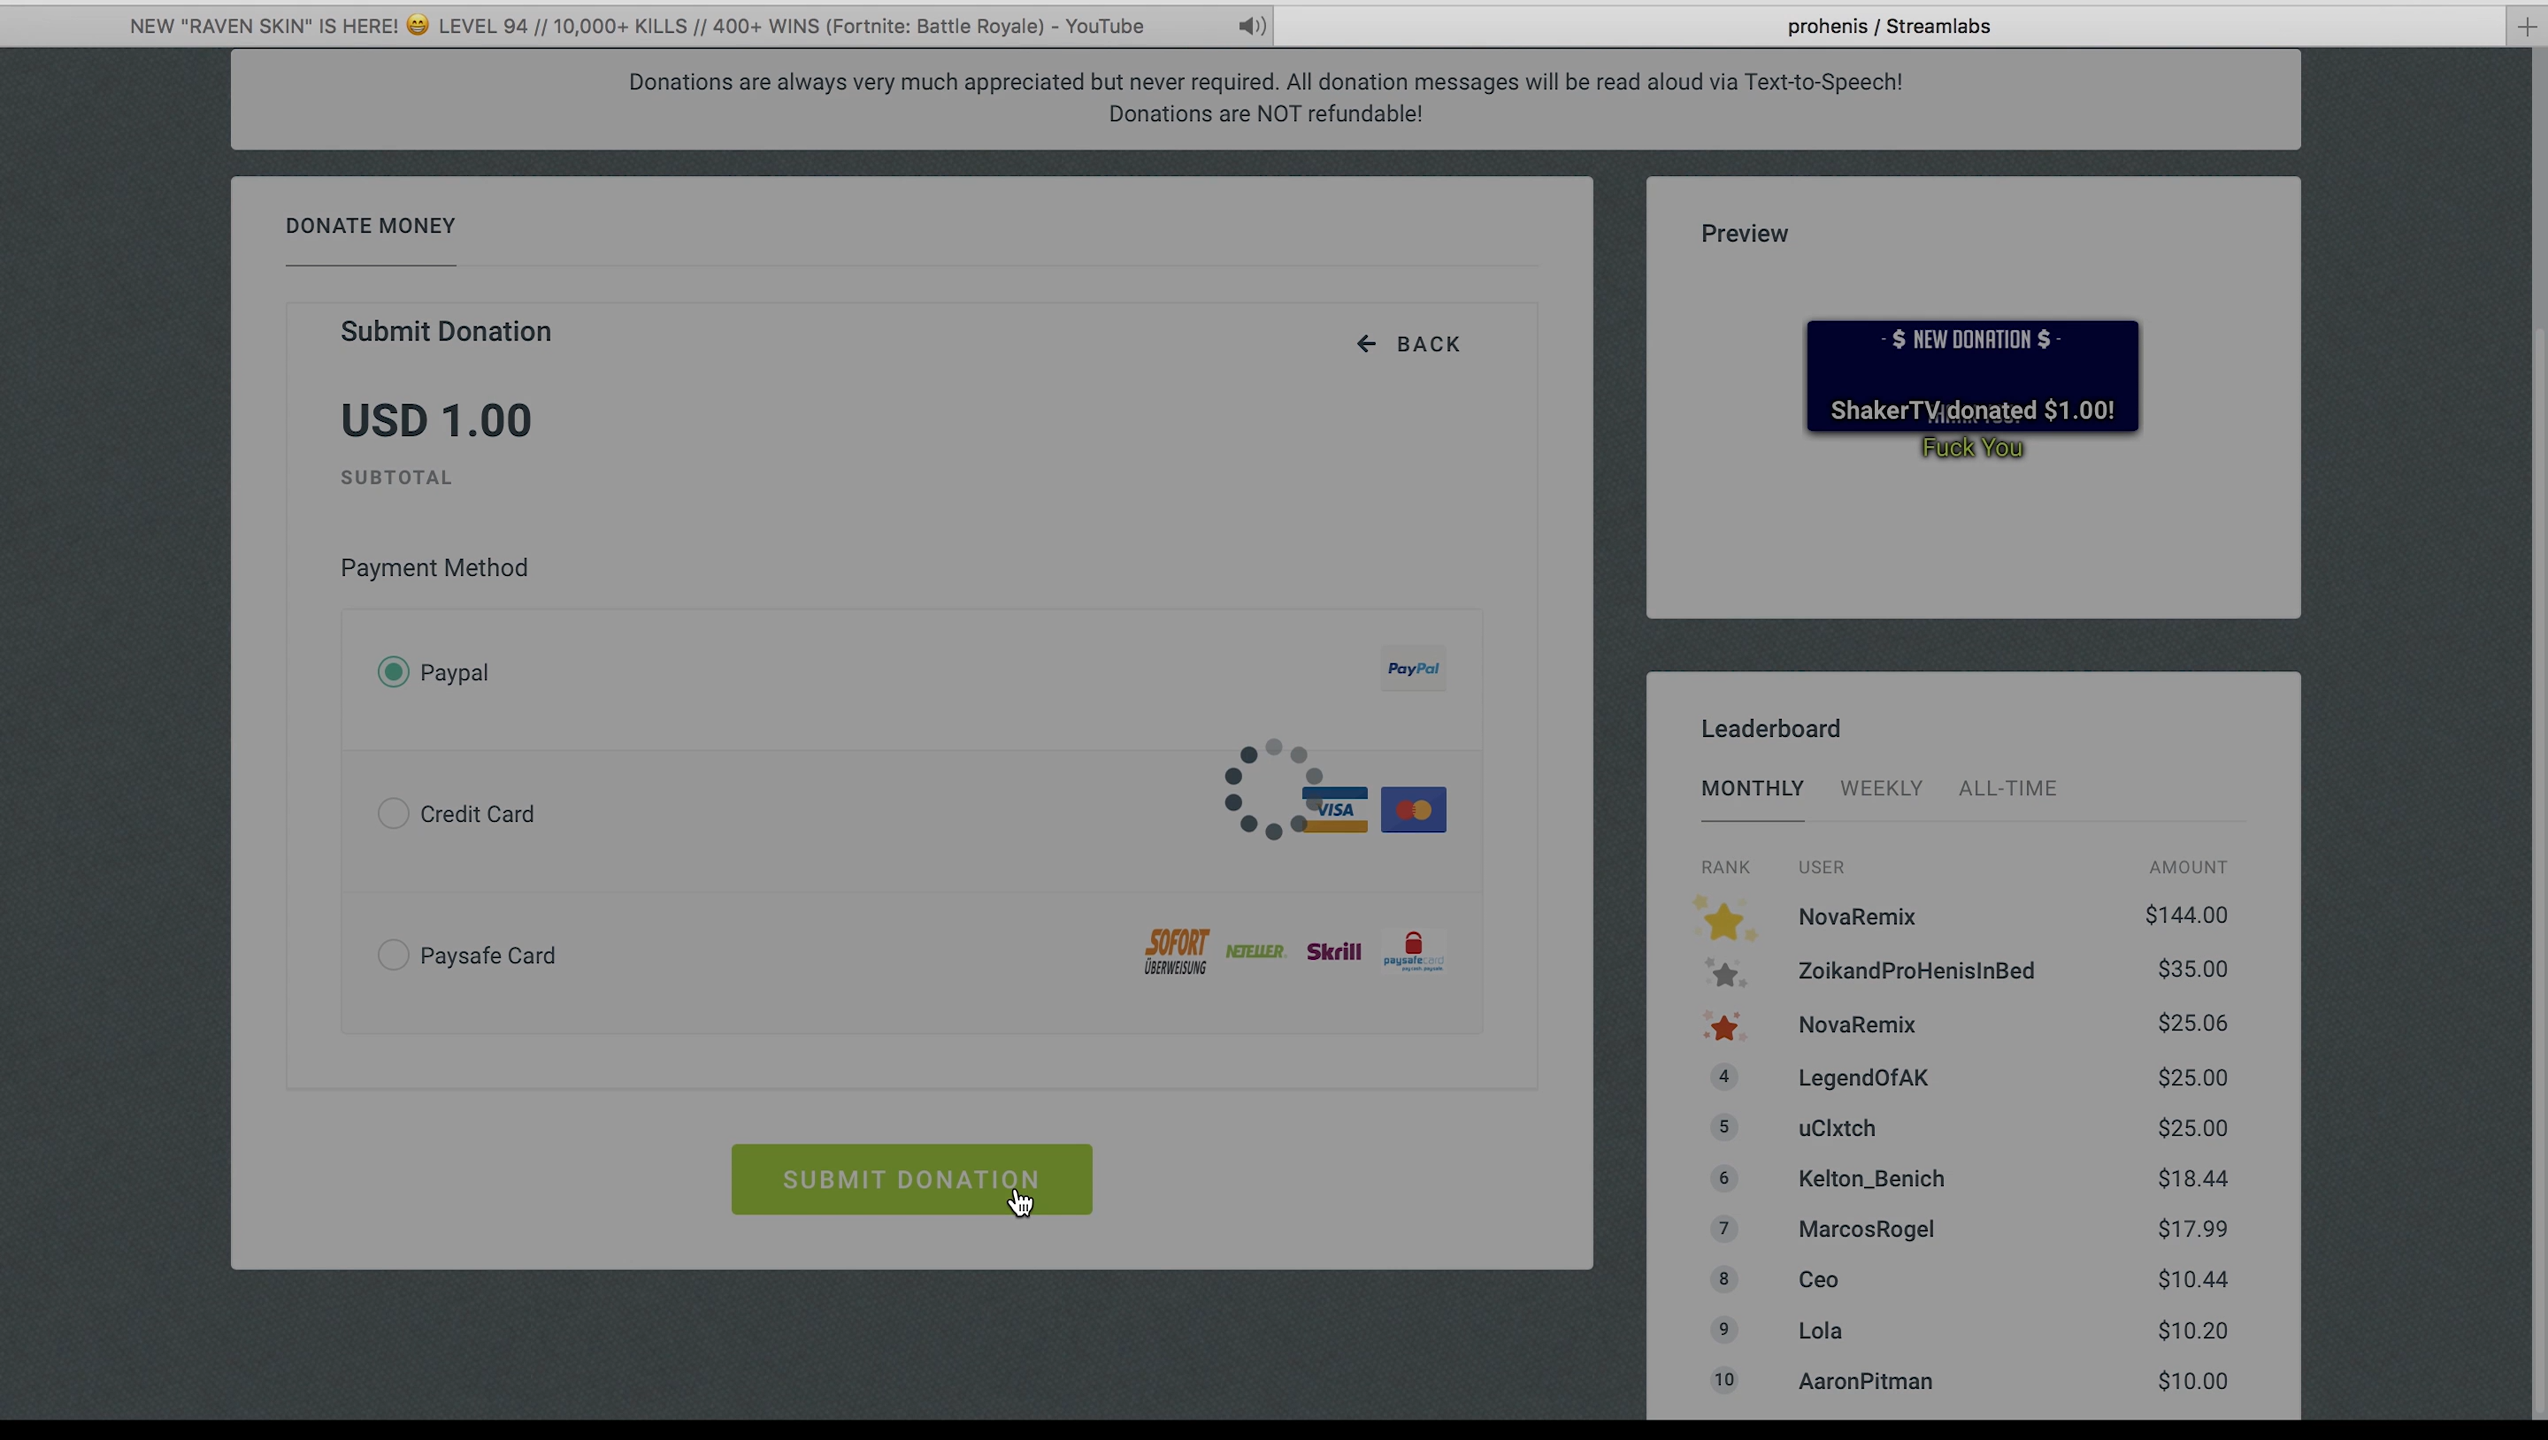 NEW "RAVEN SKIN" IS HERE! 😁 LEVEL 94 // 10,000+ KILLS // 400+ WINS (Fortnite: Battle Royale) - YouTube
prohenis / Streamlabs
Donations are always very much appreciated but never required. All donation messages will be read aloud via Text-to-Speech!
Donations are NOT refundable!
DONATE MONEY
Submit Donation
BACK
USD 1.00
SUBTOTAL
Payment Method
Paypal
PayPal
Credit Card
VISA
Paysafe Card
SOFORT
ÜBERWEISUNG
NETELLER
Skrill
paysafecard
SUBMIT DONATION
Preview
- $ NEW DONATION $ -
ShakerTV donated $1.00!
Fuck You
Leaderboard
MONTHLY WEEKLY ALL-TIME
RANK USER AMOUNT
NovaRemix $144.00
ZoikandProHenisInBed $35.00
NovaRemix $25.06
4 LegendOfAK $25.00
5 uClxtch $25.00
6 Kelton_Benich $18.44
7 MarcosRogel $17.99
8 Ceo $10.44
9 Lola $10.20
10 AaronPitman $10.00